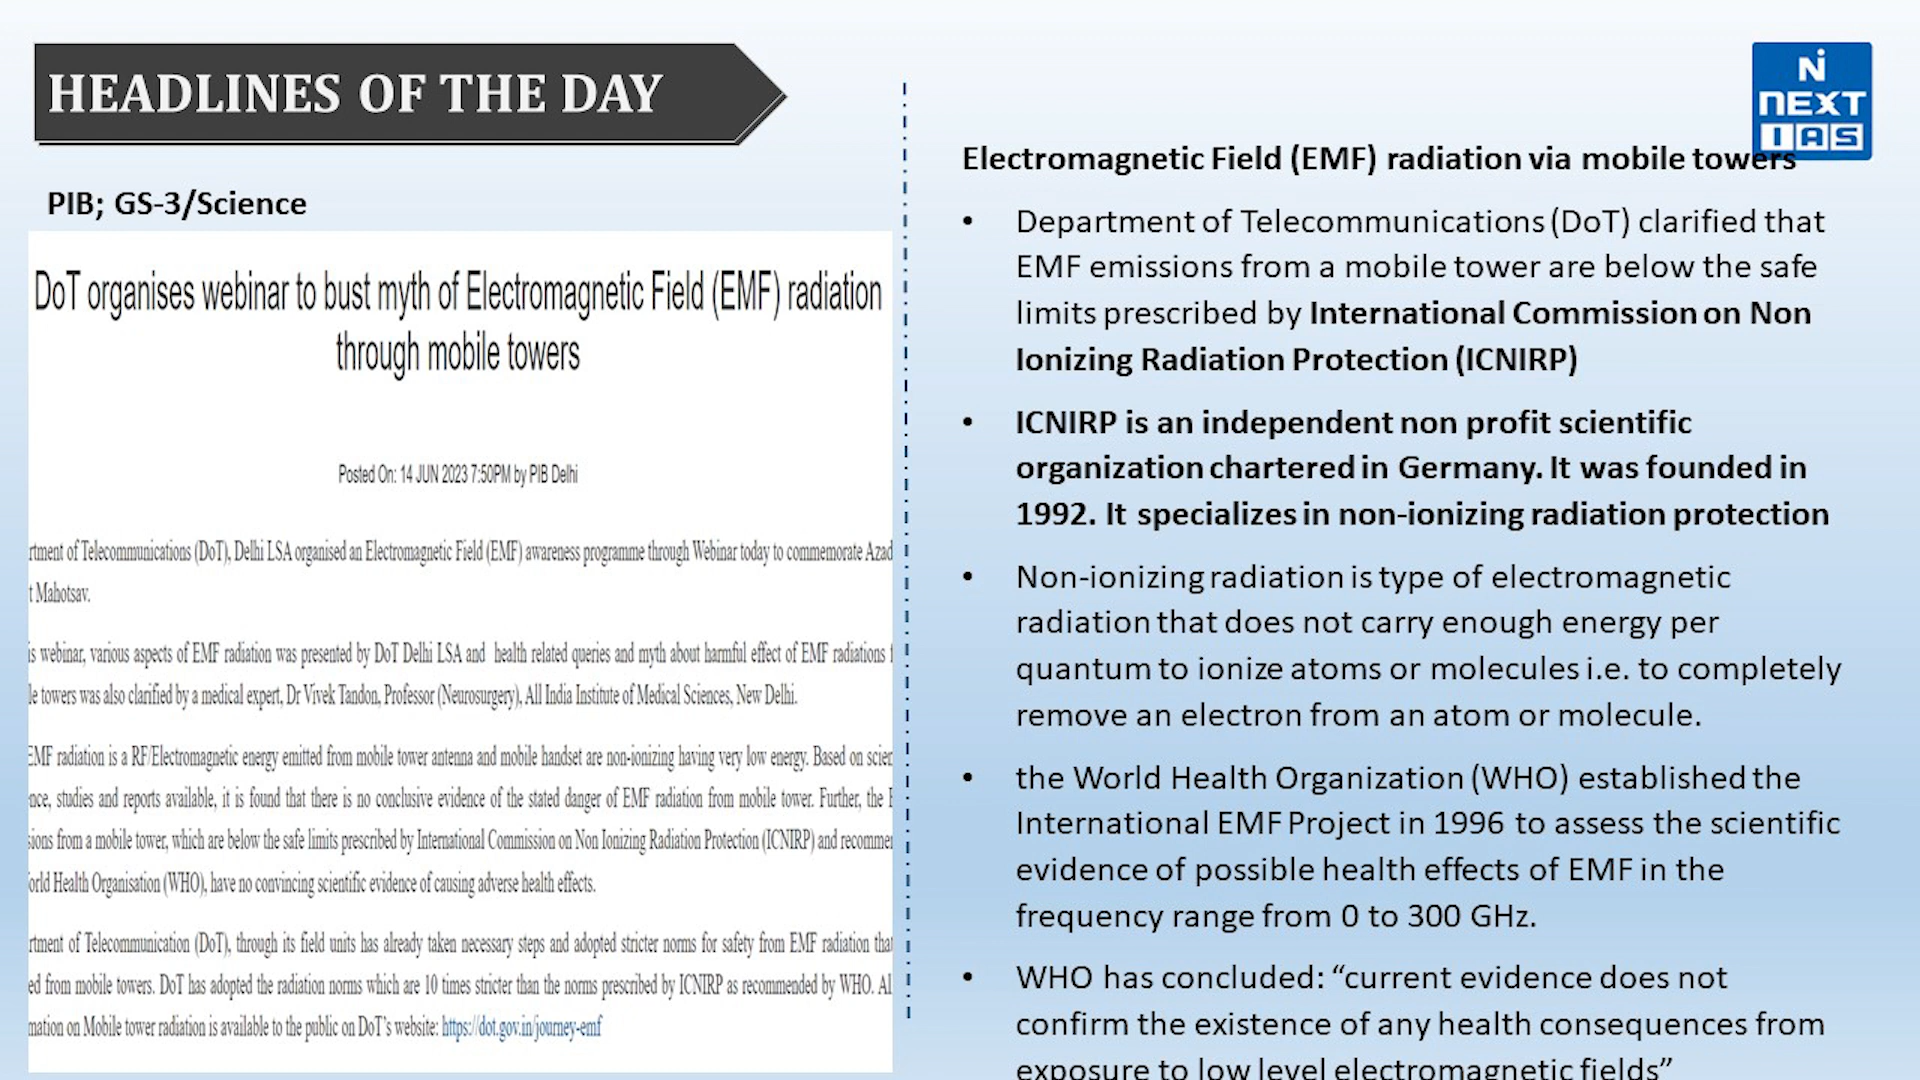 HEADLINES OF THE DAY
PIB; GS-3/Science
DoT organises webinar to bust myth of Electromagnetic Field (EMF) radiation
through mobile towers
Posted On: 14 JUN 2023 7:50PM by PIB Delhi
rtment of Telecommunications (DoT), Delhi LSA organised an Electromagnetic Field (EMF) awareness programme through Webinar today to commemorate Azad
t Mahotsav.
is webinar, various aspects of EMF radiation was presented by DoT Delhi LSA and health related queries and myth about harmful effect of EMF radiations
le towers was also clarified by a medical expert, Dr Vivek Tandon, Professor (Neurosurgery), All India Institute of Medical Sciences, New Delhi.
EMF radiation is a RF/Electromagnetic energy emitted from mobile tower antenna and mobile handset are non-ionizing having very low energy. Based on scien
nce, studies and reports available, it is found that there is no conclusive evidence of the stated danger of EMF radiation from mobile tower. Further, the E
sions from a mobile tower, which are below the safe limits prescribed by International Commission on Non Ionizing Radiation Protection (ICNIRP) and recommen
orld Health Organisation (WHO), have no convincing scientific evidence of causing adverse health effects.
rtment of Telecommunication (DoT), through its field units has already taken necessary steps and adopted stricter norms for safety from EMF radiation that
ed from mobile towers. DoT has adopted the radiation norms which are 10 times stricter than the norms prescribed by ICNIRP as recommended by WHO. Al
mation on Mobile tower radiation is available to the public on DoT's website: https://dot.gov.in/journey-emf
Ni
NEXT
IAS
Electromagnetic Field (EMF) radiation via mobile towers
• Department of Telecommunications (DoT) clarified that
EMF emissions from a mobile tower are below the safe
limits prescribed by International Commission on Non
Ionizing Radiation Protection (ICNIRP)
• ICNIRP is an independent non profit scientific
organization chartered in Germany. It was founded in
1992. It specializes in non-ionizing radiation protection
• Non-ionizing radiation is type of electromagnetic
radiation that does not carry enough energy per
quantum to ionize atoms or molecules i.e. to completely
remove an electron from an atom or molecule.
• the World Health Organization (WHO) established the
International EMF Project in 1996 to assess the scientific
evidence of possible health effects of EMF in the
frequency range from 0 to 300 GHz.
• WHO has concluded: “current evidence does not
confirm the existence of any health consequences from
exposure to low level electromagnetic fields”